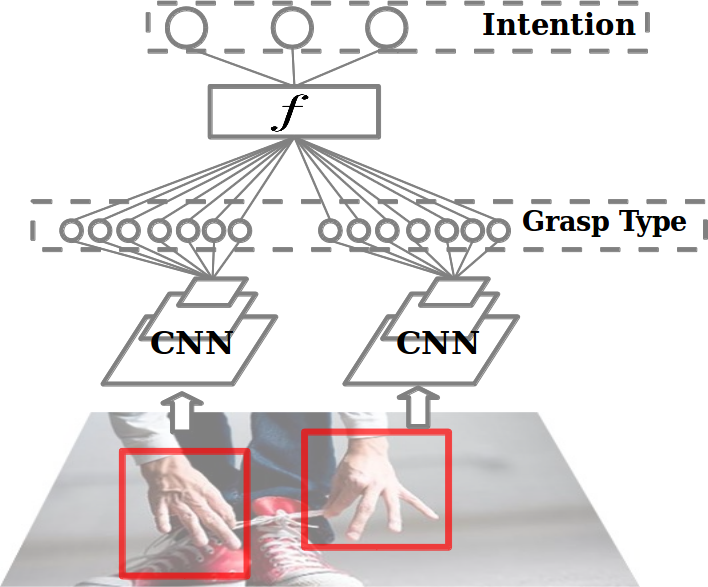 Intention
f
Grasp Type
CNN CNN